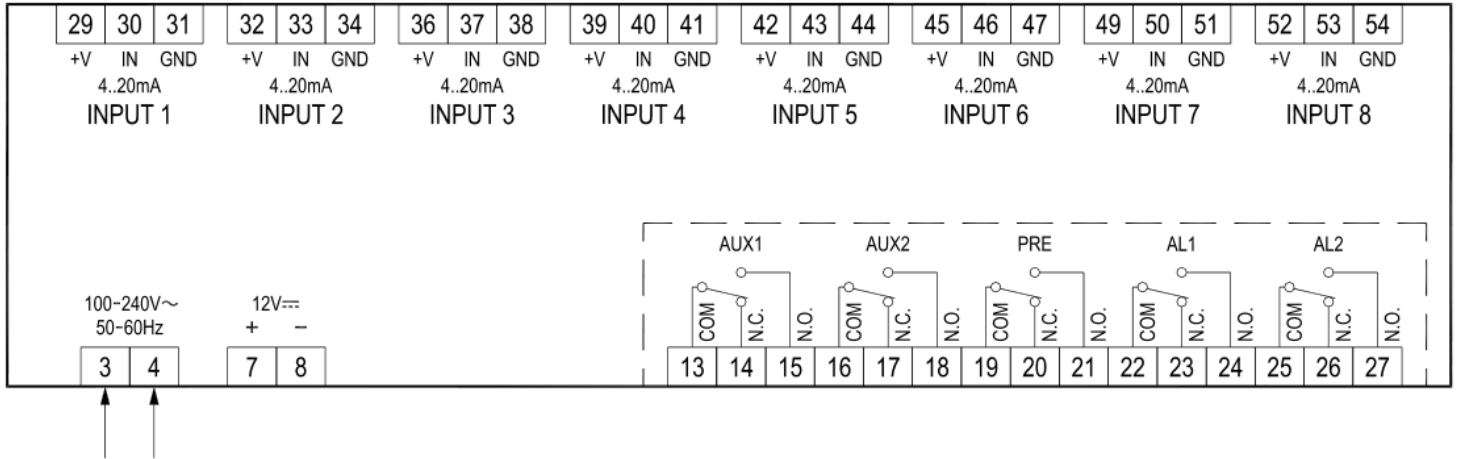 29 30 31 32 33 34 36 37 38 39 40 41 42 43 44 45 46 47 49 50 51 52 53 54
+V IN GND +V IN GND +V IN GND +V IN GND +V IN GND +V IN GND +V IN GND +V IN GND
4..20mA 4..20mA 4..20mA 4..20mA 4..20mA 4..20mA 4..20mA 4..20mA
INPUT 1 INPUT 2 INPUT 3 INPUT 4 INPUT 5 INPUT 6 INPUT 7 INPUT 8
AUX1 AUX2 PRE AL1 AL2
100-240V~ 12V⎓
50-60Hz + −
COM N.C. N.O. COM N.C. N.O. COM N.C. N.O. COM N.C. N.O. COM N.C. N.O.
3 4 7 8 13 14 15 16 17 18 19 20 21 22 23 24 25 26 27